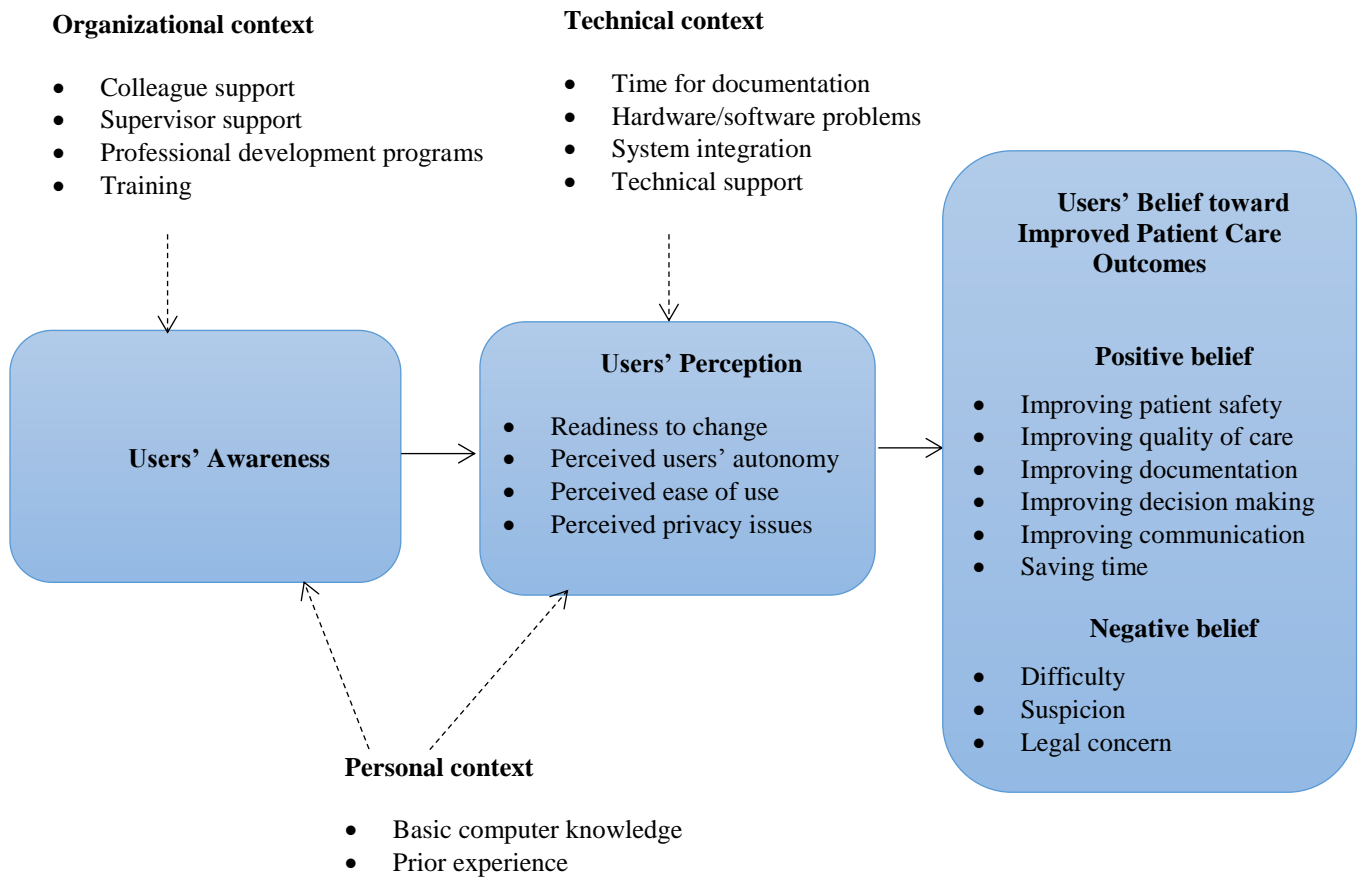 Organizational context
• Colleague support
• Supervisor support
• Professional development programs
• Training
Technical context
• Time for documentation
• Hardware/software problems
• System integration
• Technical support
Users’ Awareness
Users’ Perception
• Readiness to change
• Perceived users’ autonomy
• Perceived ease of use
• Perceived privacy issues
Users’ Belief toward
Improved Patient Care
Outcomes
Positive belief
• Improving patient safety
• Improving quality of care
• Improving documentation
• Improving decision making
• Improving communication
• Saving time
Negative belief
• Difficulty
• Suspicion
• Legal concern
Personal context
• Basic computer knowledge
• Prior experience